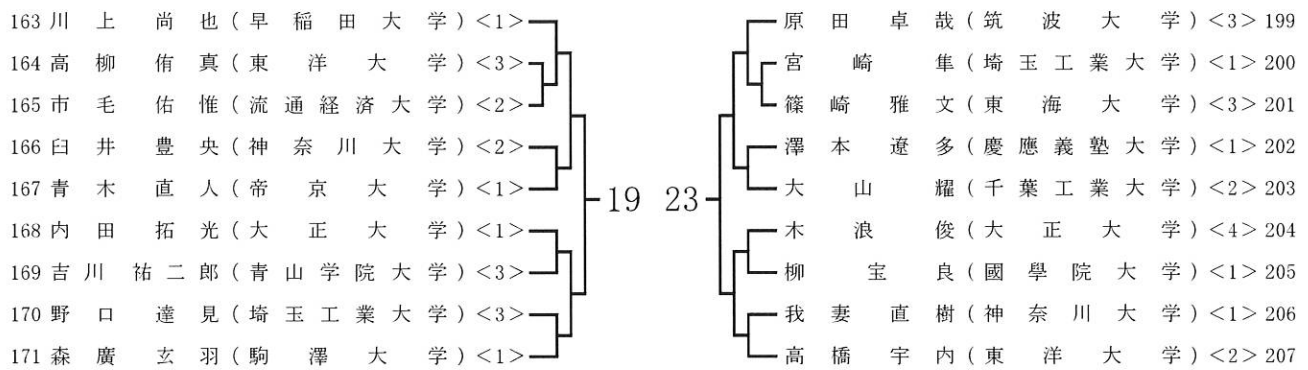 163 川上尚也(早稲田大学)<1>
164 高柳侑真(東洋大学)<3>
165 市毛佑惟(流通経済大学)<2>
166 臼井豊央(神奈川大学)<2>
167 青木直人(帝京大学)<1>
168 内田拓光(大正大学)<1>
169 吉川祐二郎(青山学院大学)<3>
170 野口達見(埼玉工業大学)<3>
171 森廣玄羽(駒澤大学)<1>
19
23
原田卓哉(筑波大学)<3> 199
宮崎隼(埼玉工業大学)<1> 200
篠崎雅文(東海大学)<3> 201
澤本遼多(慶應義塾大学)<1> 202
大山耀(千葉工業大学)<2> 203
木浪俊(大正大学)<4> 204
柳宝良(國學院大学)<1> 205
我妻直樹(神奈川大学)<1> 206
高橋宇内(東洋大学)<2> 207